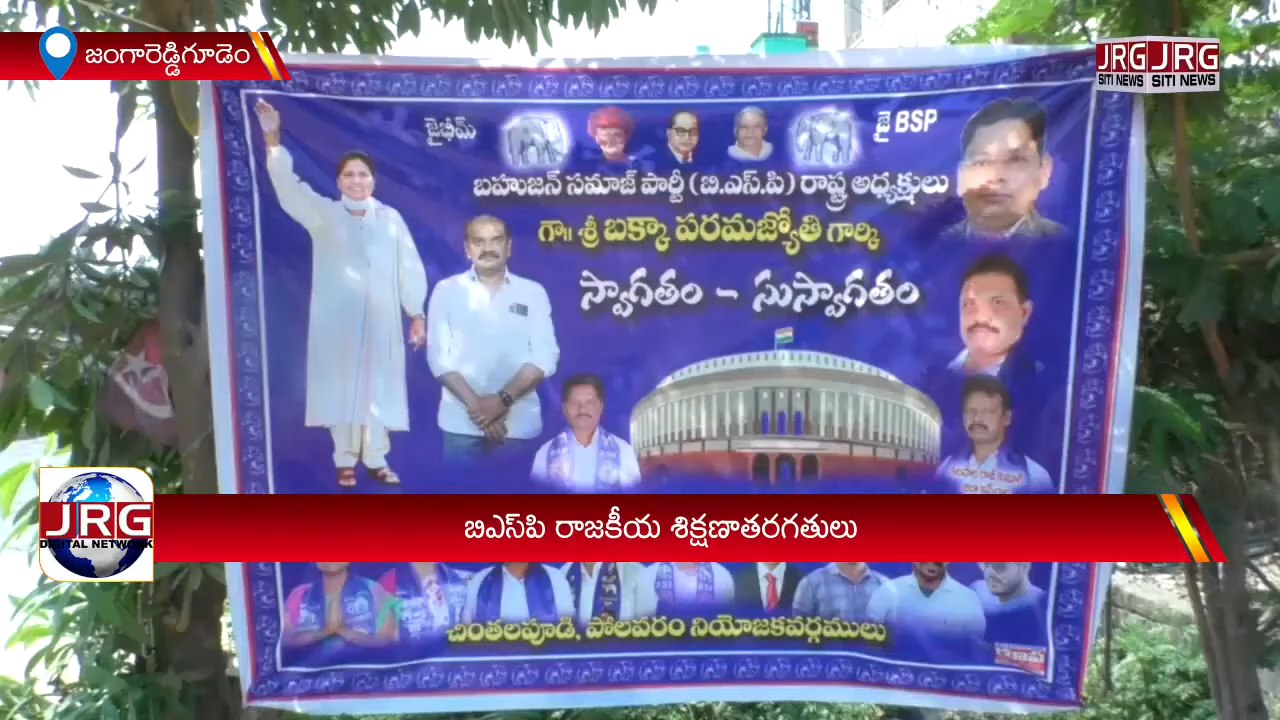 జంగారెడ్డిగూడెం
JRG JRG
SITI NEWS SITI NEWS
జైభీమ్
జై BSP
బహుజన్ సమాజ్ పార్టీ (బి.ఎస్.పి) రాష్ట్ర అధ్యక్షులు
గౌ॥ శ్రీ బక్కా పరమజ్యోతి గార్కి
స్వాగతం - సుస్వాగతం
JRG
DIGITAL NETWORK
బిఎస్‌పి రాజకీయ శిక్షణాతరగతులు
చింతలపూడి, పోలవరం నియోజకవర్గములు